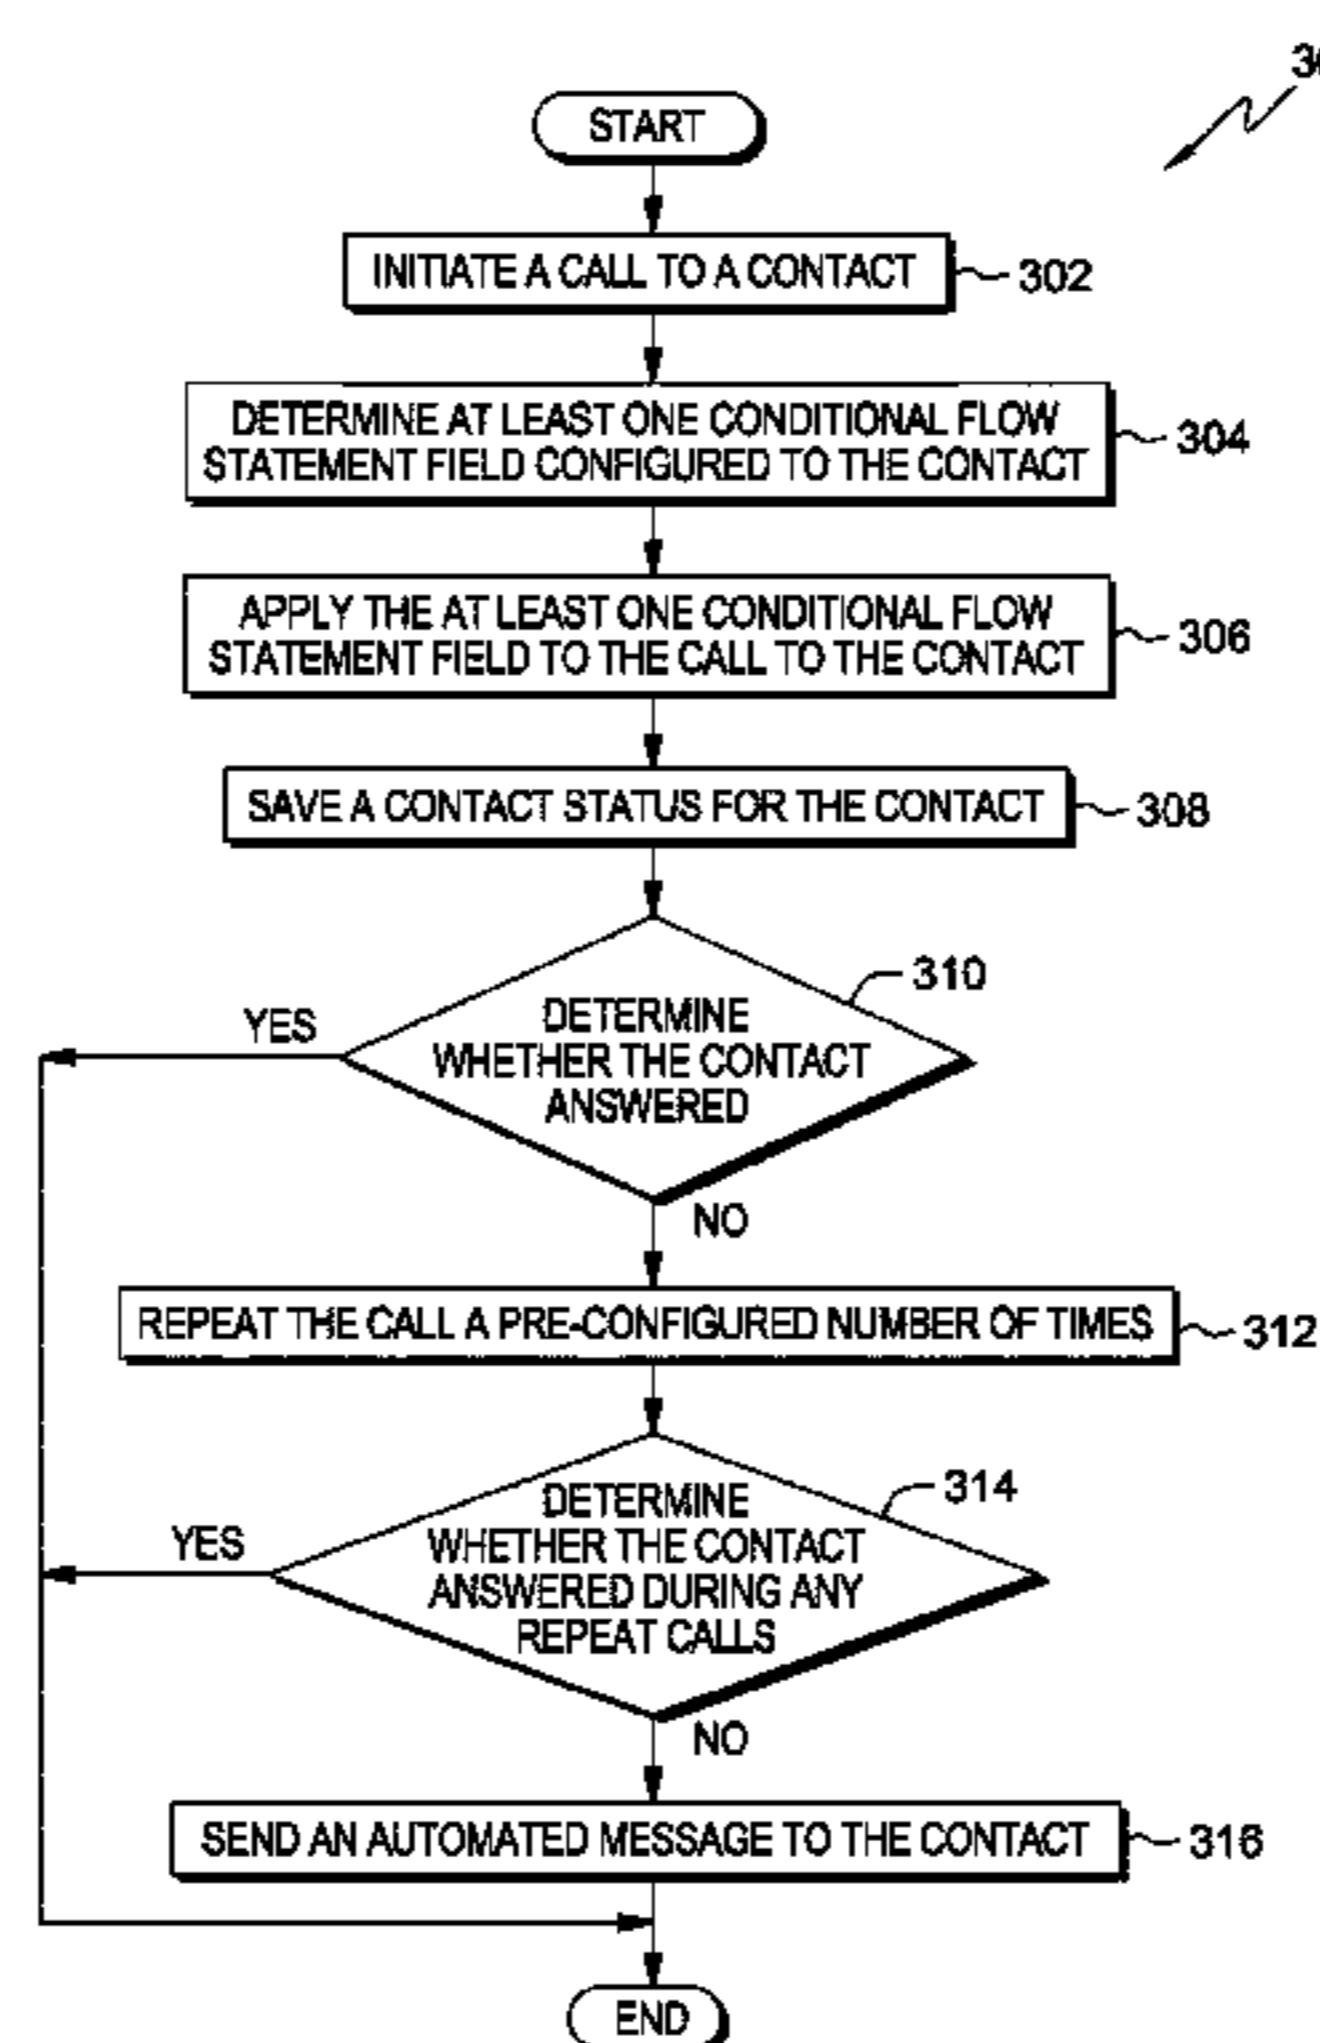 START
INITIATE A CALL TO A CONTACT
302
DETERMINE AT LEAST ONE CONDITIONAL FLOW
STATEMENT FIELD CONFIGURED TO THE CONTACT
304
APPLY THE AT LEAST ONE CONDITIONAL FLOW
STATEMENT FIELD TO THE CALL TO THE CONTACT
306
SAVE A CONTACT STATUS FOR THE CONTACT
308
310
DETERMINE
WHETHER THE CONTACT
ANSWERED
YES
NO
REPEAT THE CALL A PRE-CONFIGURED NUMBER OF TIMES
312
314
DETERMINE
WHETHER THE CONTACT
ANSWERED DURING ANY
REPEAT CALLS
YES
NO
SEND AN AUTOMATED MESSAGE TO THE CONTACT
316
END